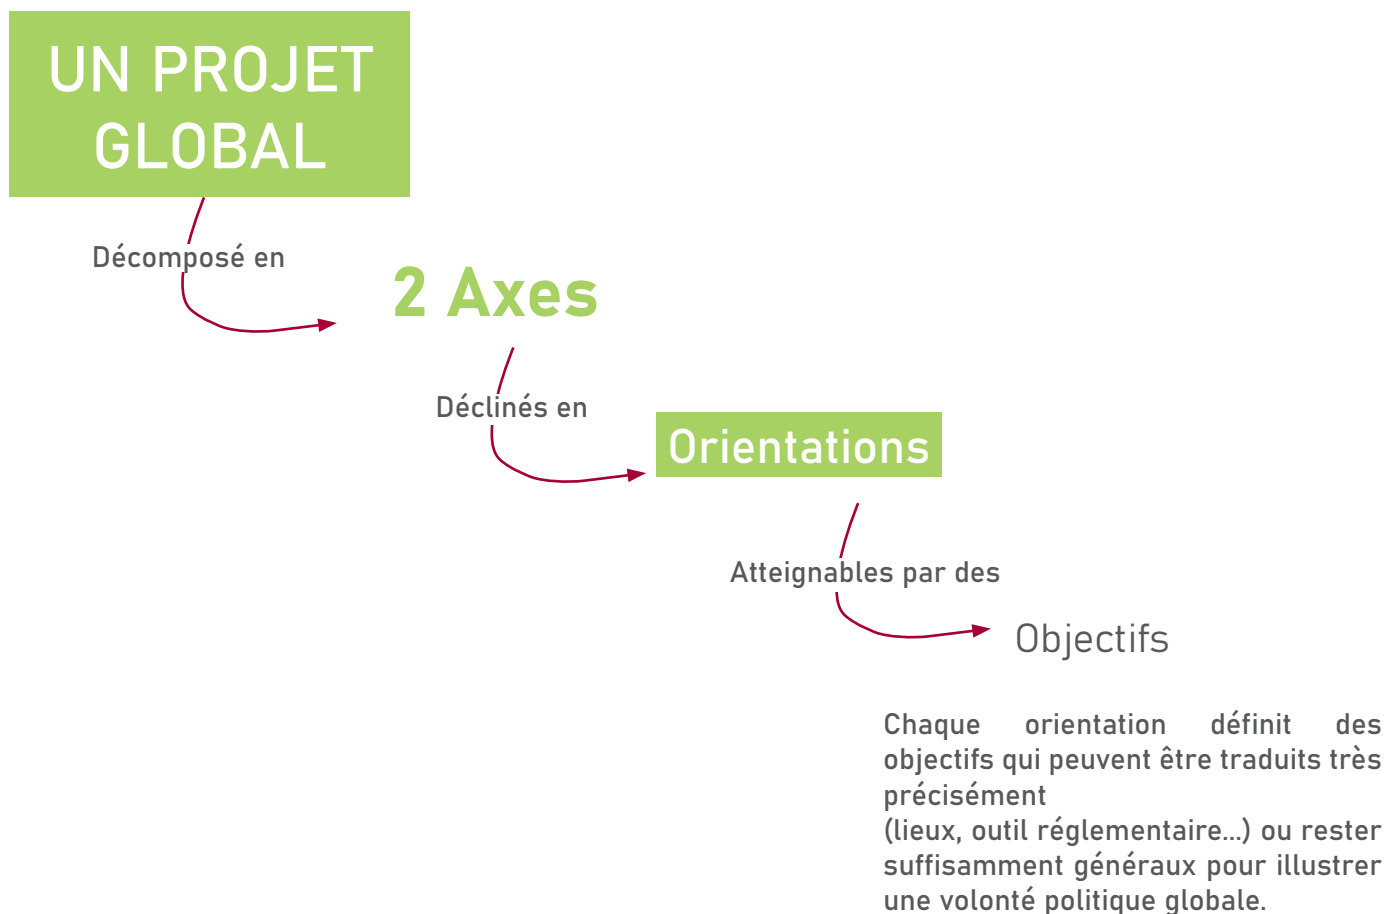 UN PROJET
GLOBAL
Décomposé en
2 Axes
Déclinés en
Orientations
Atteignables par des
Objectifs
Chaque orientation définit des
objectifs qui peuvent être traduits très
précisément
(lieux, outil réglementaire...) ou rester
suffisamment généraux pour illustrer
une volonté politique globale.